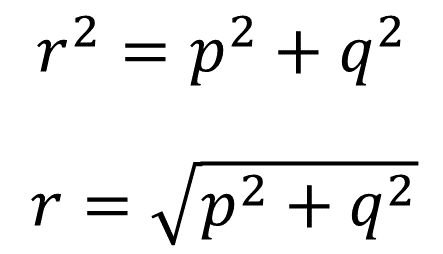 r² = p² + q²
r = √(p² + q²)